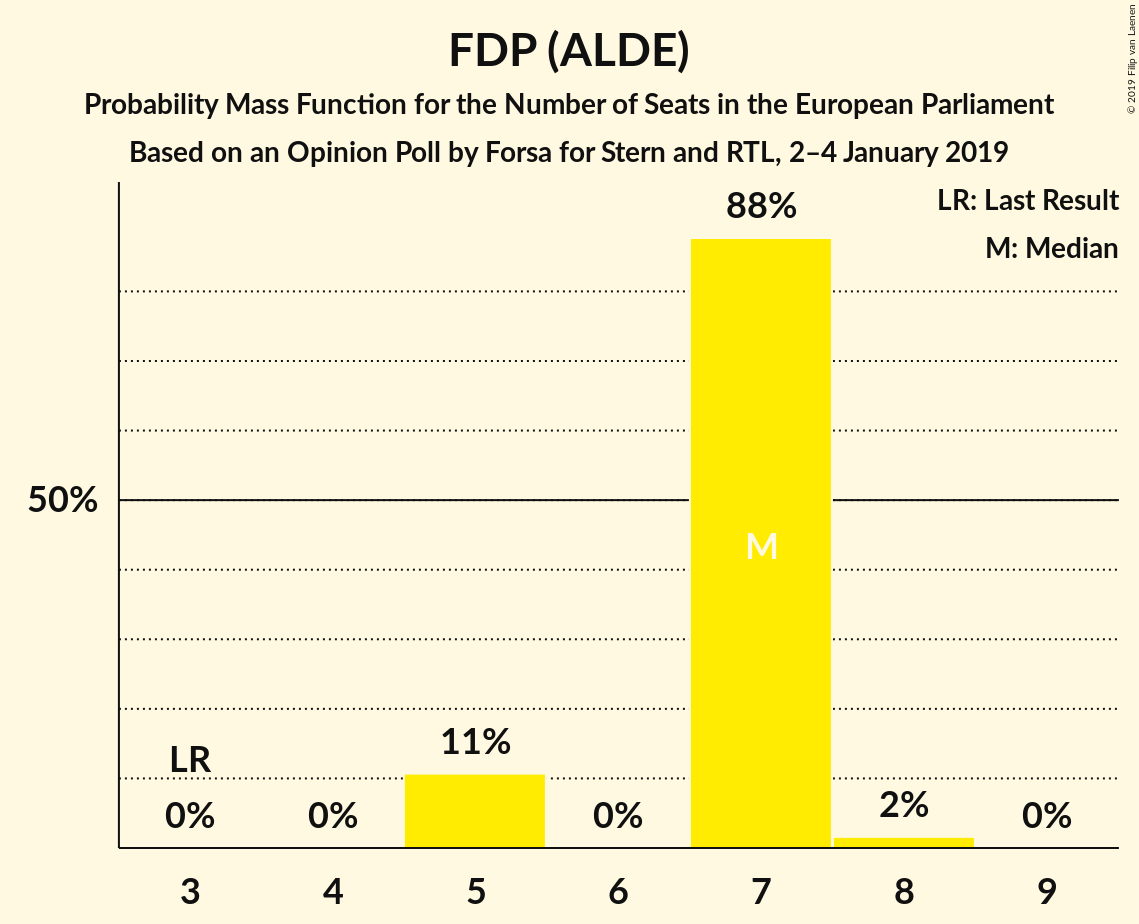 FDP (ALDE)
Probability Mass Function for the Number of Seats in the European Parliament
Based on an Opinion Poll by Forsa for Stern and RTL, 2–4 January 2019
© 2019 Filip van Laenen
LR: Last Result
M: Median
88%
50%
M
11%
LR
0%
0%
0%
2%
0%
3
4
5
6
7
8
9